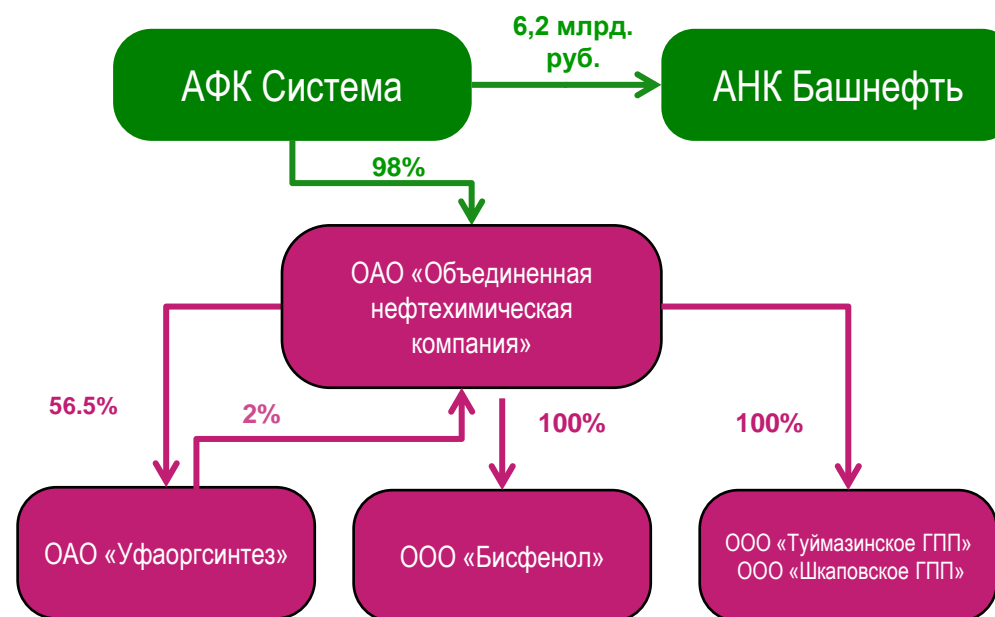 6,2 млрд.
руб.
АФК Система
АНК Башнефть
98%
ОАО «Объединенная
нефтехимическая
компания»
56.5%
2%
100%
100%
ОАО «Уфаоргсинтез»
ООО «Бисфенол»
ООО «Туймазинское ГПП»
ООО «Шкаповское ГПП»